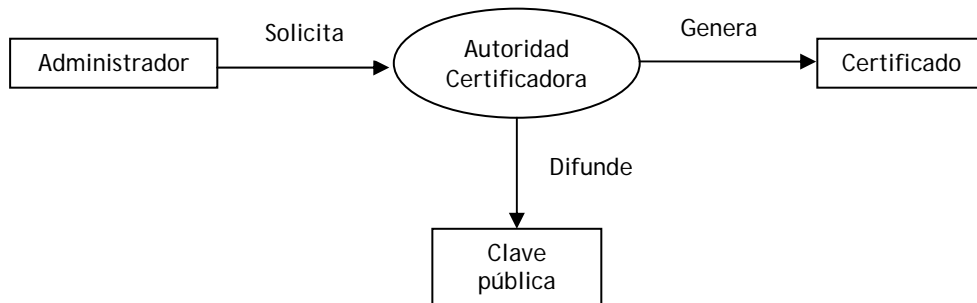 Solicita
Genera
Administrador
Autoridad
Certificadora
Certificado
Difunde
Clave
pública